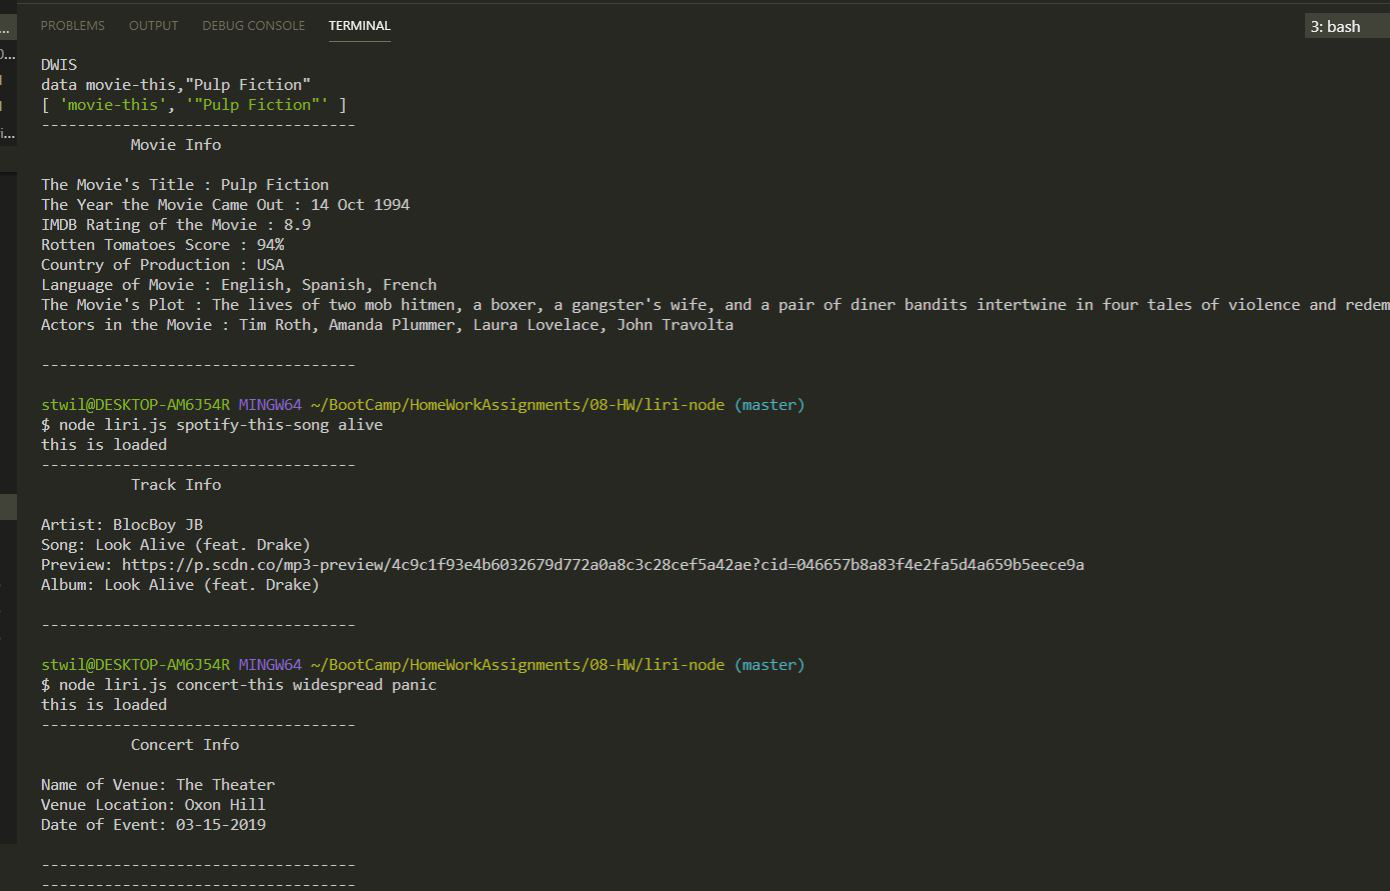 PROBLEMS OUTPUT DEBUG CONSOLE TERMINAL 3: bash
DWIS
data movie-this,"Pulp Fiction"
[ 'movie-this', '"Pulp Fiction"' ]
-----------------------------------
Movie Info
The Movie's Title : Pulp Fiction
The Year the Movie Came Out : 14 Oct 1994
IMDB Rating of the Movie : 8.9
Rotten Tomatoes Score : 94%
Country of Production : USA
Language of Movie : English, Spanish, French
The Movie's Plot : The lives of two mob hitmen, a boxer, a gangster's wife, and a pair of diner bandits intertwine in four tales of violence and redem
Actors in the Movie : Tim Roth, Amanda Plummer, Laura Lovelace, John Travolta
-----------------------------------
stwil@DESKTOP-AM6J54R MINGW64 ~/BootCamp/HomeWorkAssignments/08-HW/liri-node (master)
$ node liri.js spotify-this-song alive
this is loaded
-----------------------------------
Track Info
Artist: BlocBoy JB
Song: Look Alive (feat. Drake)
Preview: https://p.scdn.co/mp3-preview/4c9c1f93e4b6032679d772a0a8c3c28cef5a42ae?cid=046657b8a83f4e2fa5d4a659b5eece9a
Album: Look Alive (feat. Drake)
-----------------------------------
stwil@DESKTOP-AM6J54R MINGW64 ~/BootCamp/HomeWorkAssignments/08-HW/liri-node (master)
$ node liri.js concert-this widespread panic
this is loaded
-----------------------------------
Concert Info
Name of Venue: The Theater
Venue Location: Oxon Hill
Date of Event: 03-15-2019
-----------------------------------
-----------------------------------